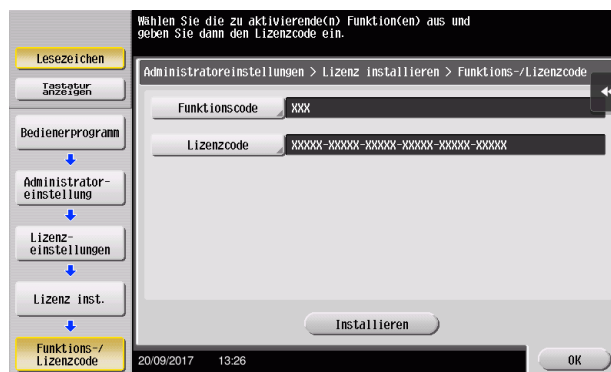 Wählen Sie die zu aktivierende(n) Funktion(en) aus und
geben Sie dann den Lizenzcode ein.
Lesezeichen
Tastatur
anzeigen
Administratoreinstellungen > Lizenz installieren > Funktions-/Lizenzcode
Funktionscode
XXX
Bedienerprogramm
Lizenzcode
XXXXX-XXXXX-XXXXX-XXXXX-XXXXX-XXXXX
Administrator-
einstellung
Lizenz-
einstellungen
Lizenz inst.
Installieren
Funktions-/
Lizenzcode
20/09/2017 13:26
OK